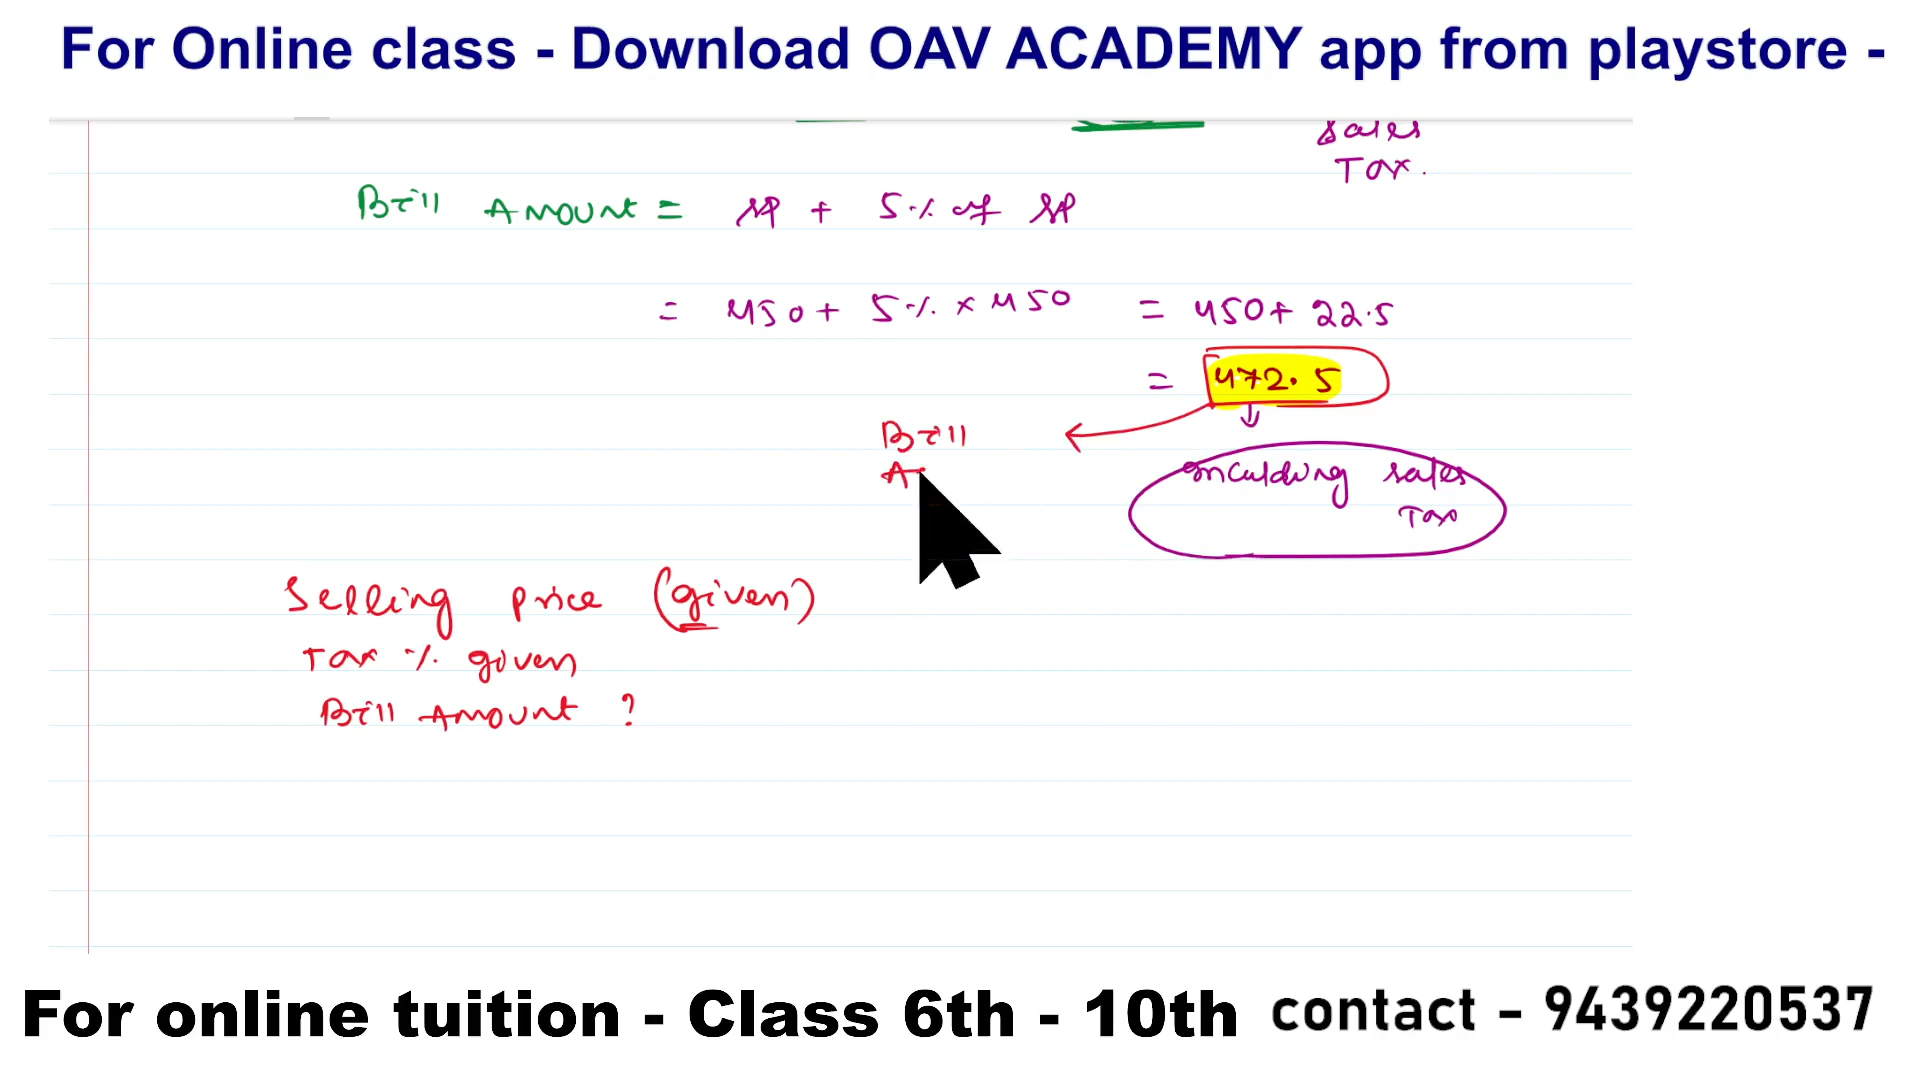 For Online class - Download OAV ACADEMY app from playstore -
Sales
Tax.
Bill Amount = SP + 5% of SP
= 450 + 5% × 450 = 450 + 22.5
= 472.5
Bill
A
Inculding sales
Tax
Selling price (given)
Tax % given
Bill Amount ?
For online tuition - Class 6th - 10th contact - 9439220537